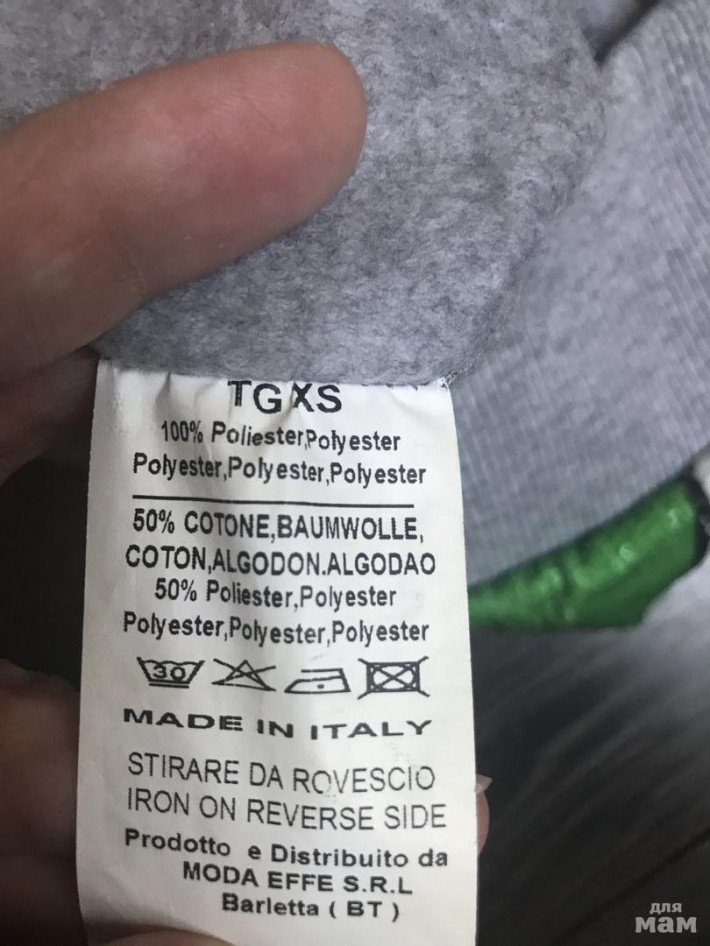 TG XS
100% Poliester,Polyester
Polyester,Polyester,Polyester
50% COTONE,BAUMWOLLE,
COTON,ALGODON.ALGODAO
50% Poliester,Polyester
Polyester,Polyester,Polyester
30
MADE IN ITALY
STIRARE DA ROVESCIO
IRON ON REVERSE SIDE
Prodotto e Distribuito da
MODA EFFE S.R.L
Barletta ( BT )
для
мам